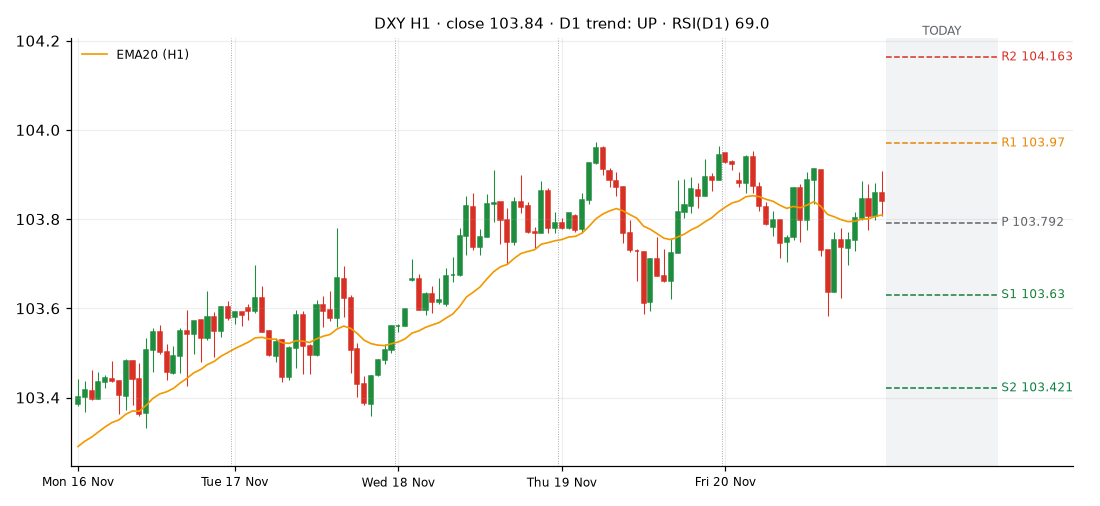 DXY H1 · close 103.84 · D1 trend: UP · RSI(D1) 69.0
TODAY
EMA20 (H1)
104.2
104.0
103.8
103.6
103.4
R2 104.163
R1 103.97
P 103.792
S1 103.63
S2 103.421
Mon 16 Nov
Tue 17 Nov
Wed 18 Nov
Thu 19 Nov
Fri 20 Nov